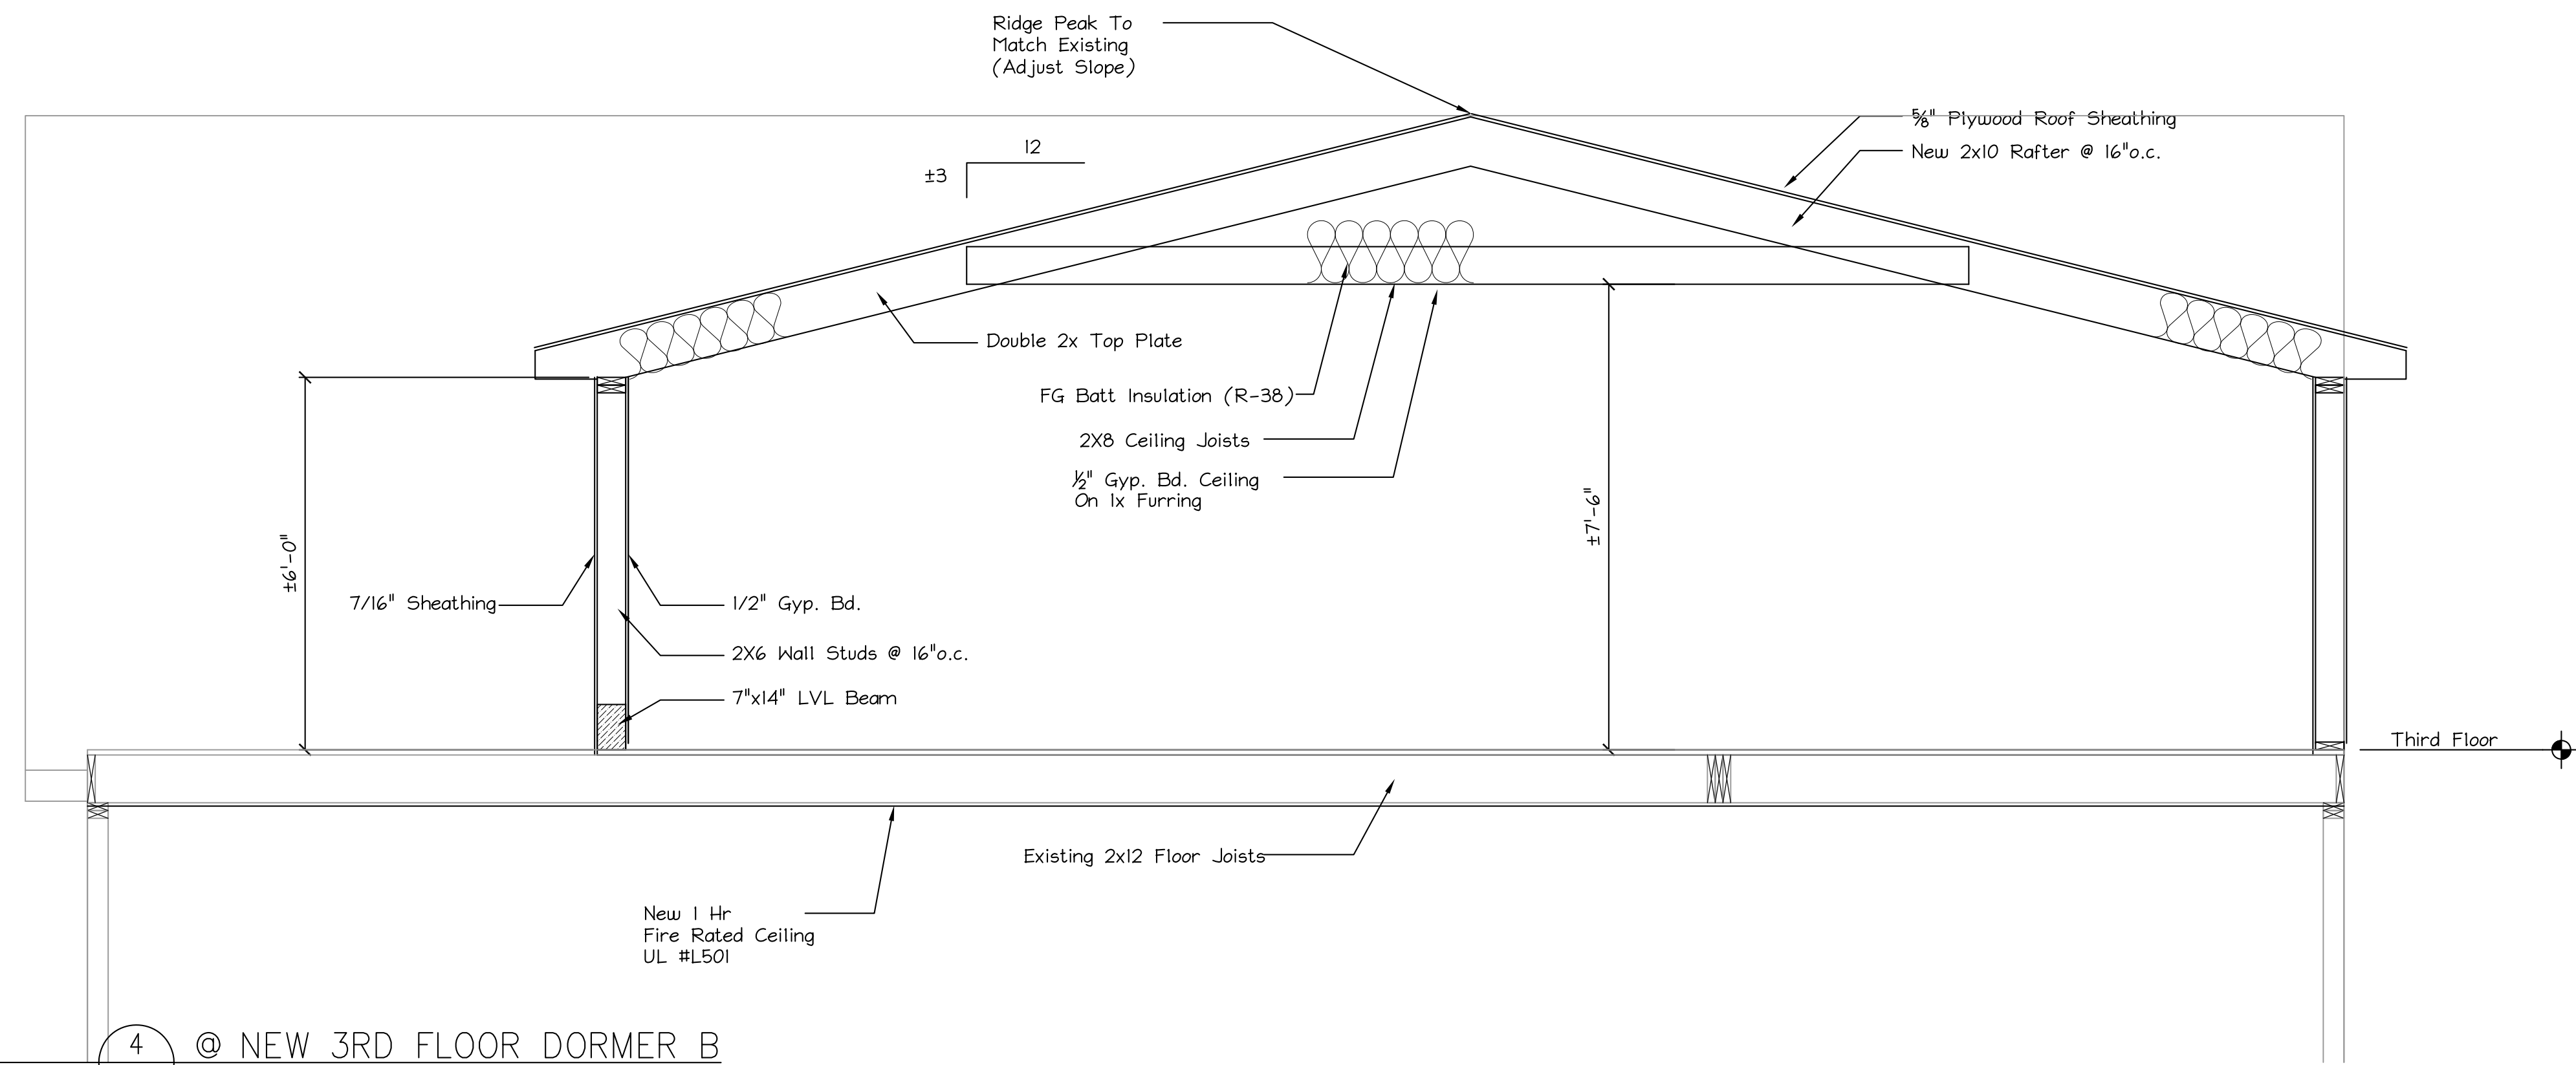 Ridge Peak To
Match Existing
(Adjust Slope)
⅝" Plywood Roof Sheathing
12
±3
New 2x10 Rafter @ 16"o.c.
Double 2x Top Plate
FG Batt Insulation (R-38)
2X8 Ceiling Joists
½" Gyp. Bd. Ceiling
On 1x Furring
±6'-0"
±7'-6"
7/16" Sheathing
1/2" Gyp. Bd.
2X6 Wall Studs @ 16"o.c.
7"x14" LVL Beam
Third Floor
Existing 2x12 Floor Joists
New 1 Hr
Fire Rated Ceiling
UL #L501
4 @ NEW 3RD FLOOR DORMER B